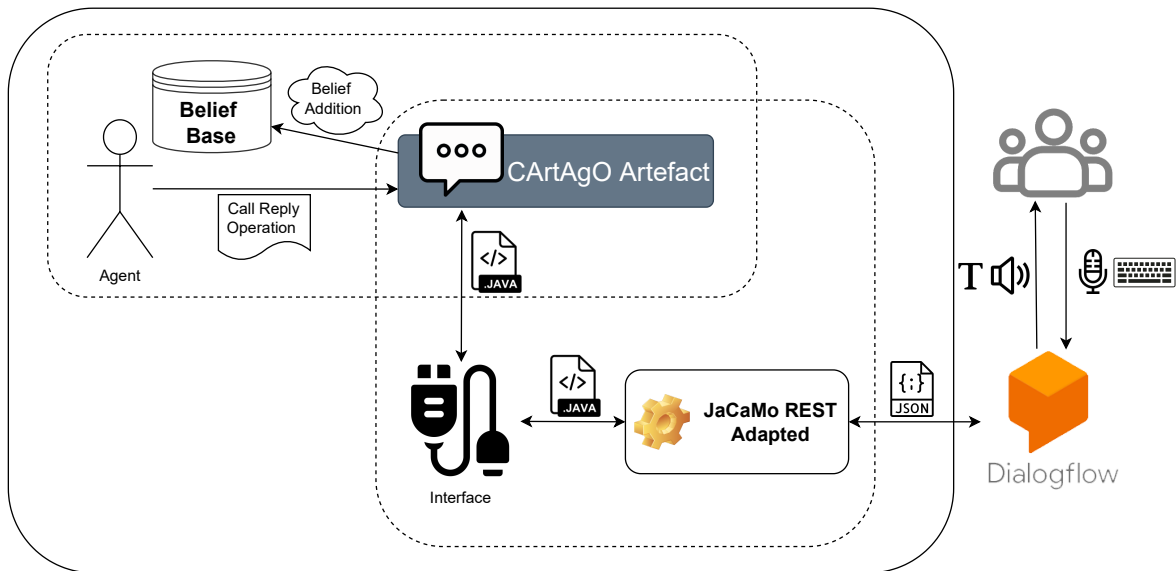 Belief
Addition
Belief
Base
CArtAgO Artefact
Call Reply
Operation
Agent
</>
.JAVA
T
</>
.JAVA
{;}
.JSON
JaCaMo REST
Adapted
Interface
Dialogflow